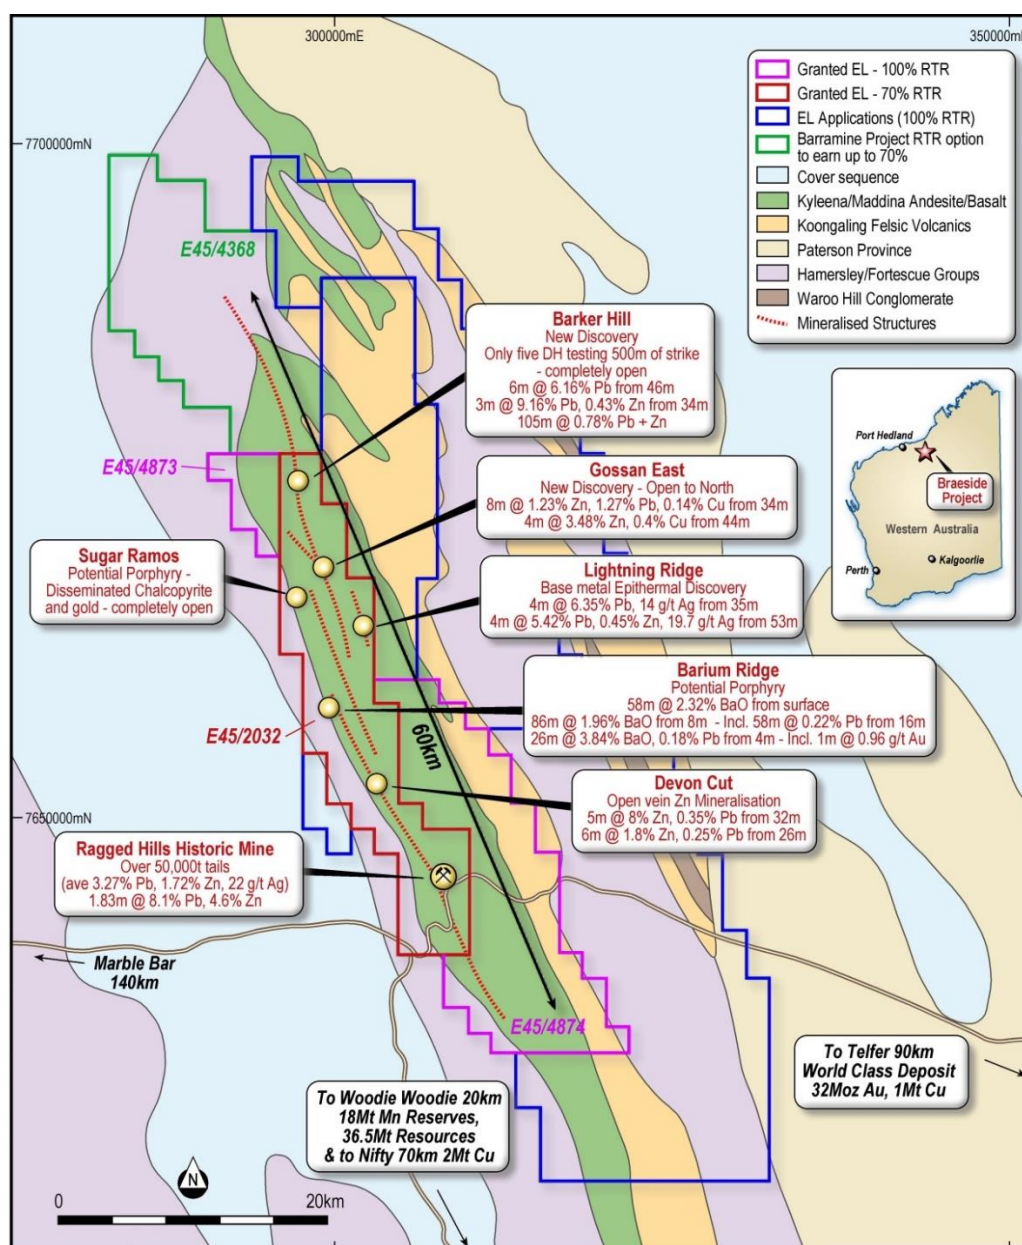 300000mE
350000mE
7700000mN
Granted EL - 100% RTR
Granted EL - 70% RTR
EL Applications (100% RTR)
Barramine Project RTR option
to earn up to 70%
Cover sequence
Kyleena/Maddina Andesite/Basalt
Koongaling Felsic Volcanics
Paterson Province
Hamersley/Fortescue Groups
Waroo Hill Conglomerate
Mineralised Structures
E45/4368
Barker Hill
New Discovery
Only five DH testing 500m of strike
- completely open
6m @ 6.16% Pb from 46m
3m @ 9.16% Pb, 0.43% Zn from 34m
105m @ 0.78% Pb + Zn
Port Hedland
Braeside
Project
Western Australia
Kalgoorlie
Perth
E45/4873
Gossan East
New Discovery - Open to North
8m @ 1.23% Zn, 1.27% Pb, 0.14% Cu from 34m
4m @ 3.48% Zn, 0.4% Cu from 44m
Sugar Ramos
Potential Porphyry -
Disseminated Chalcopyrite
and gold - completely open
Lightning Ridge
Base metal Epithermal Discovery
4m @ 6.35% Pb, 14 g/t Ag from 35m
4m @ 5.42% Pb, 0.45% Zn, 19.7 g/t Ag from 53m
Barium Ridge
Potential Porphyry
58m @ 2.32% BaO from surface
86m @ 1.96% BaO from 8m - Incl. 58m @ 0.22% Pb from 16m
26m @ 3.84% BaO, 0.18% Pb from 4m - Incl. 1m @ 0.96 g/t Au
E45/2032
60km
Devon Cut
Open vein Zn Mineralisation
5m @ 8% Zn, 0.35% Pb from 32m
6m @ 1.8% Zn, 0.25% Pb from 26m
7650000mN
Ragged Hills Historic Mine
Over 50,000t tails
(ave 3.27% Pb, 1.72% Zn, 22 g/t Ag)
1.83m @ 8.1% Pb, 4.6% Zn
Marble Bar
140km
E45/4874
To Telfer 90km
World Class Deposit
32Moz Au, 1Mt Cu
To Woodie Woodie 20km
18Mt Mn Reserves,
36.5Mt Resources
& to Nifty 70km 2Mt Cu
N
0
20km